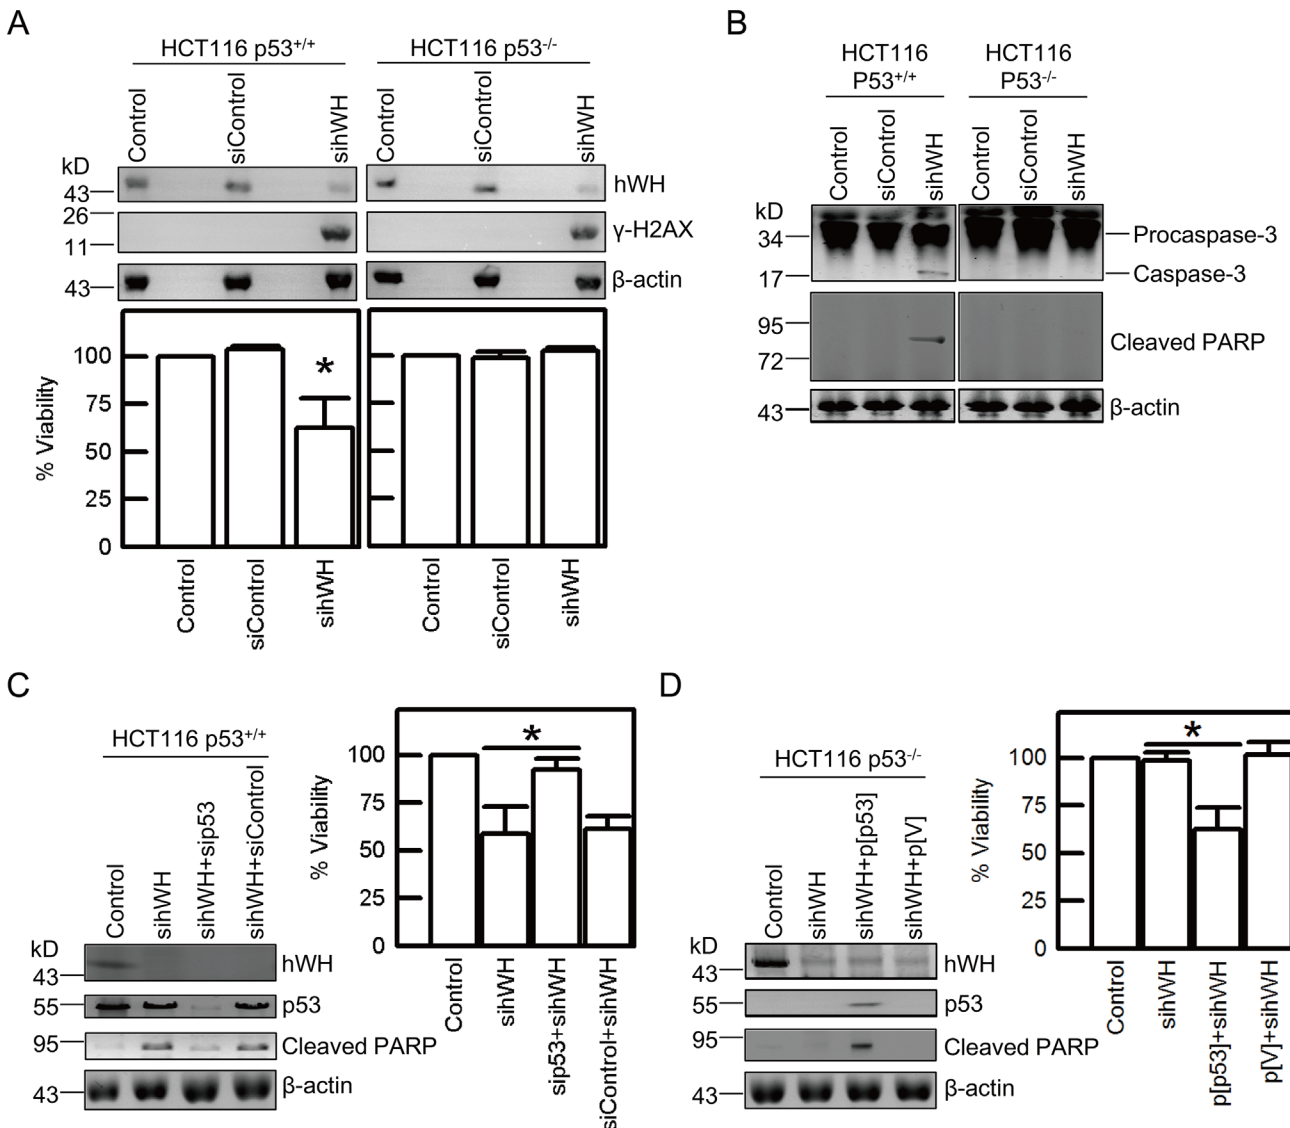 A
HCT116 p53+/+
HCT116 p53-/-
Control
siControl
sihWH
Control
siControl
sihWH
kD
43
hWH
26
11
γ-H2AX
43
β-actin
% Viability
100
75
50
25
0
*
Control
siControl
sihWH
Control
siControl
sihWH
B
HCT116
P53+/+
HCT116
P53-/-
Control
siControl
sihWH
Control
siControl
sihWH
kD
34
17
Procaspase-3
Caspase-3
95
72
Cleaved PARP
43
β-actin
C
HCT116 p53+/+
Control
sihWH
sihWH+sip53
sihWH+siControl
kD
43
hWH
55
p53
95
Cleaved PARP
43
β-actin
% Viability
100
75
50
25
0
*
Control
sihWH
sip53+sihWH
siControl+sihWH
D
HCT116 p53-/-
Control
sihWH
sihWH+p[p53]
sihWH+p[V]
kD
43
hWH
55
p53
95
Cleaved PARP
43
β-actin
% Viability
100
75
50
25
0
*
Control
sihWH
p[p53]+sihWH
p[V]+sihWH